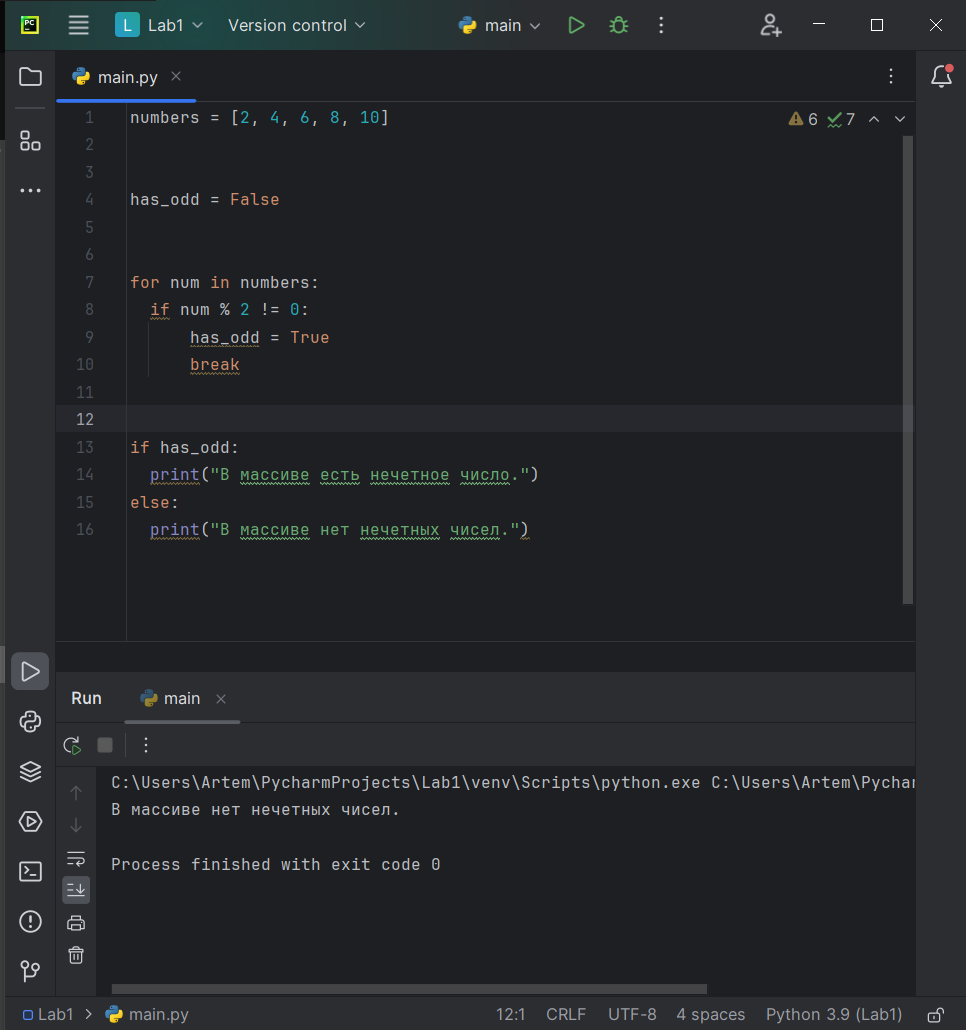 PC L Lab1 Version control main
main.py
1 numbers = [2, 4, 6, 8, 10] 6 7
2
3
4 has_odd = False
5
6
7 for num in numbers:
8 if num % 2 != 0:
9 has_odd = True
10 break
11
12
13 if has_odd:
14 print("В массиве есть нечетное число.")
15 else:
16 print("В массиве нет нечетных чисел.")
Run main
C:\Users\Artem\PycharmProjects\Lab1\venv\Scripts\python.exe C:\Users\Artem\Pychar
В массиве нет нечетных чисел.
Process finished with exit code 0
Lab1 main.py 12:1 CRLF UTF-8 4 spaces Python 3.9 (Lab1)